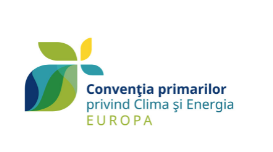 Convenția primarilor
privind Clima și Energia
EUROPA